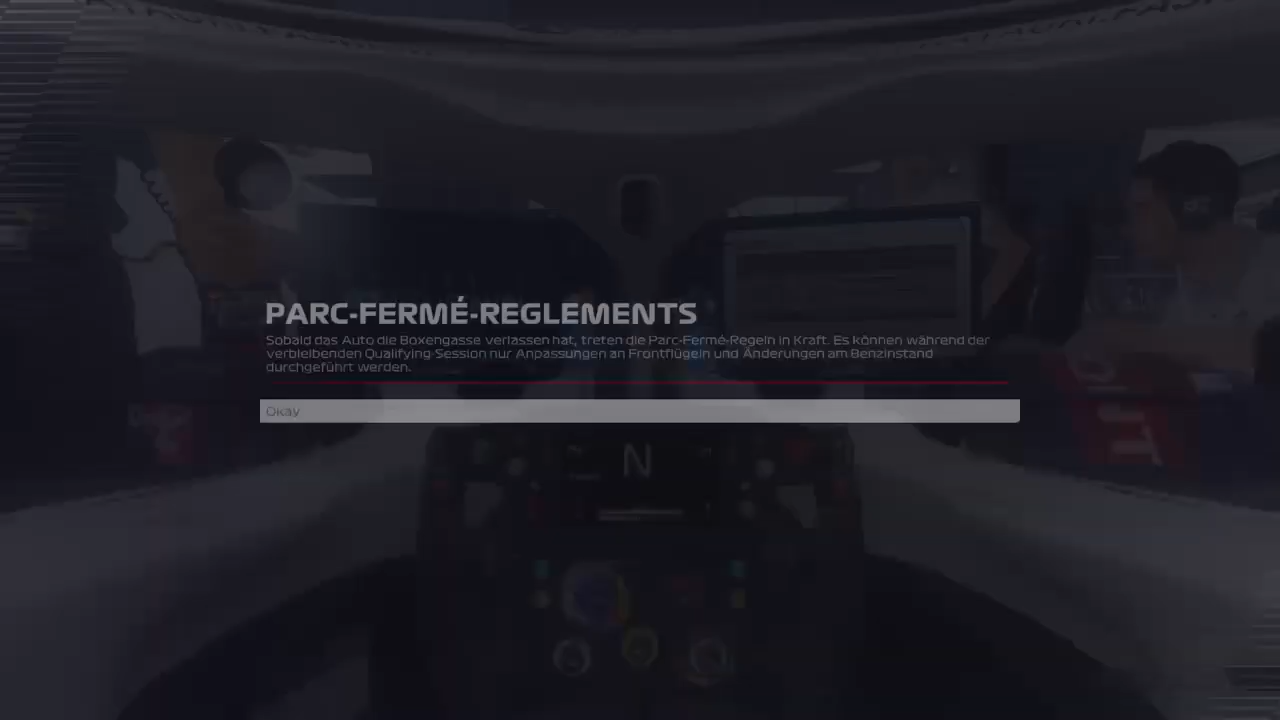 PARC-FERMÉ-REGLEMENTS
Sobald das Auto die Boxengasse verlassen hat, treten die Parc-Fermé-Regeln in Kraft. Es können während der
verbleibenden Qualifying-Session nur Anpassungen an Frontflügeln und Änderungen am Benzinstand
durchgeführt werden.
Okay
N